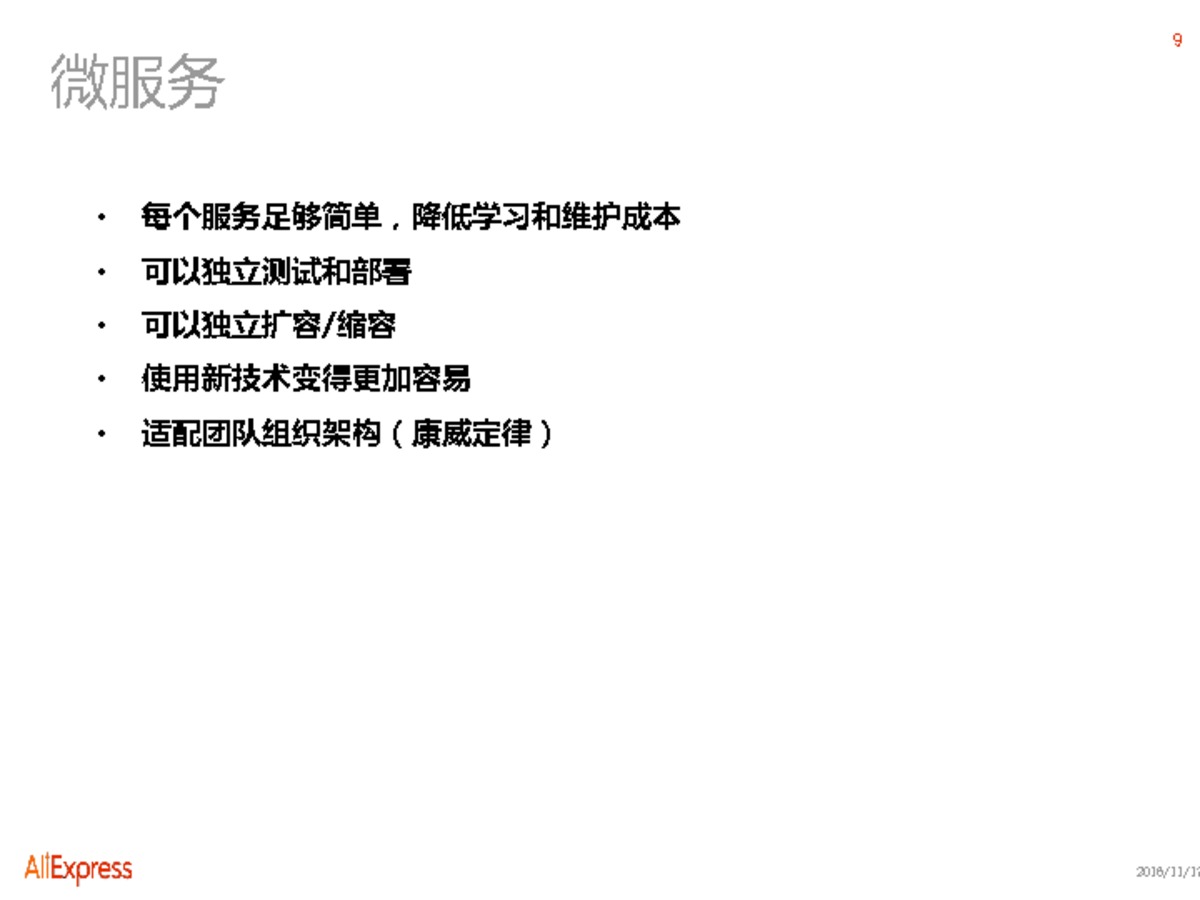 9
微服务
• 每个服务足够简单，降低学习和维护成本
• 可以独立测试和部署
• 可以独立扩容/缩容
• 使用新技术变得更加容易
• 适配团队组织架构（康威定律）
AliExpress
2016/11/12